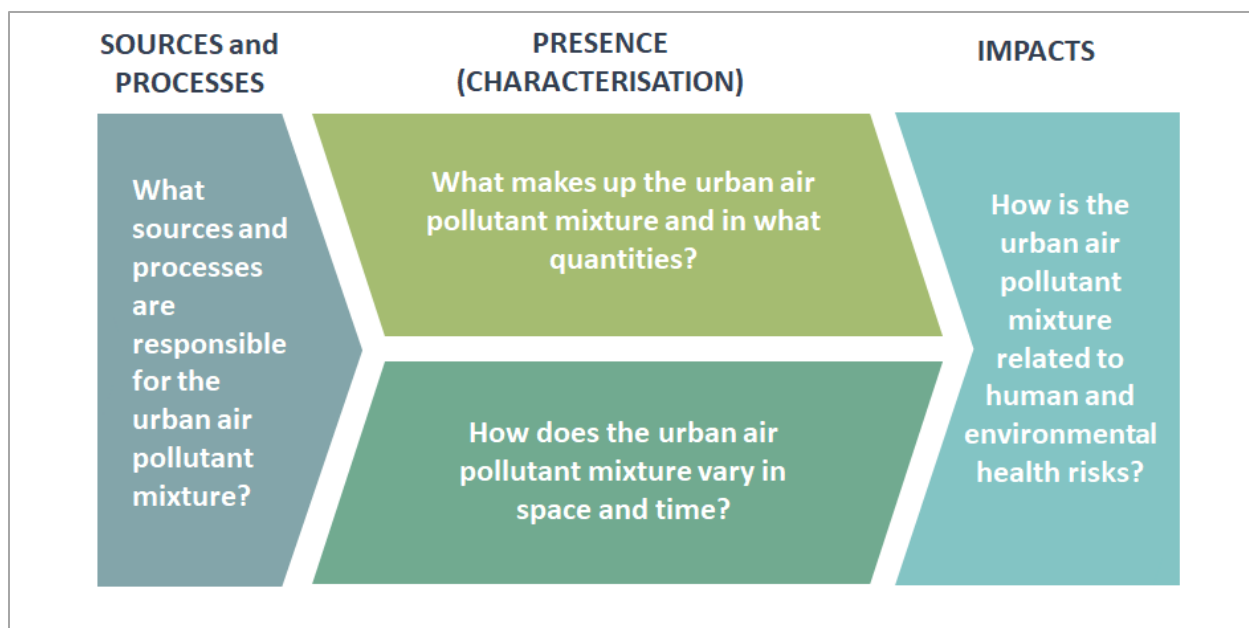 SOURCES and
PROCESSES
PRESENCE
(CHARACTERISATION)
IMPACTS
What
sources and
processes
are
responsible
for the
urban air
pollutant
mixture?
What makes up the urban air
pollutant mixture and in what
quantities?
How does the urban air
pollutant mixture vary in
space and time?
How is the
urban air
pollutant
mixture
related to
human and
environmental
health risks?